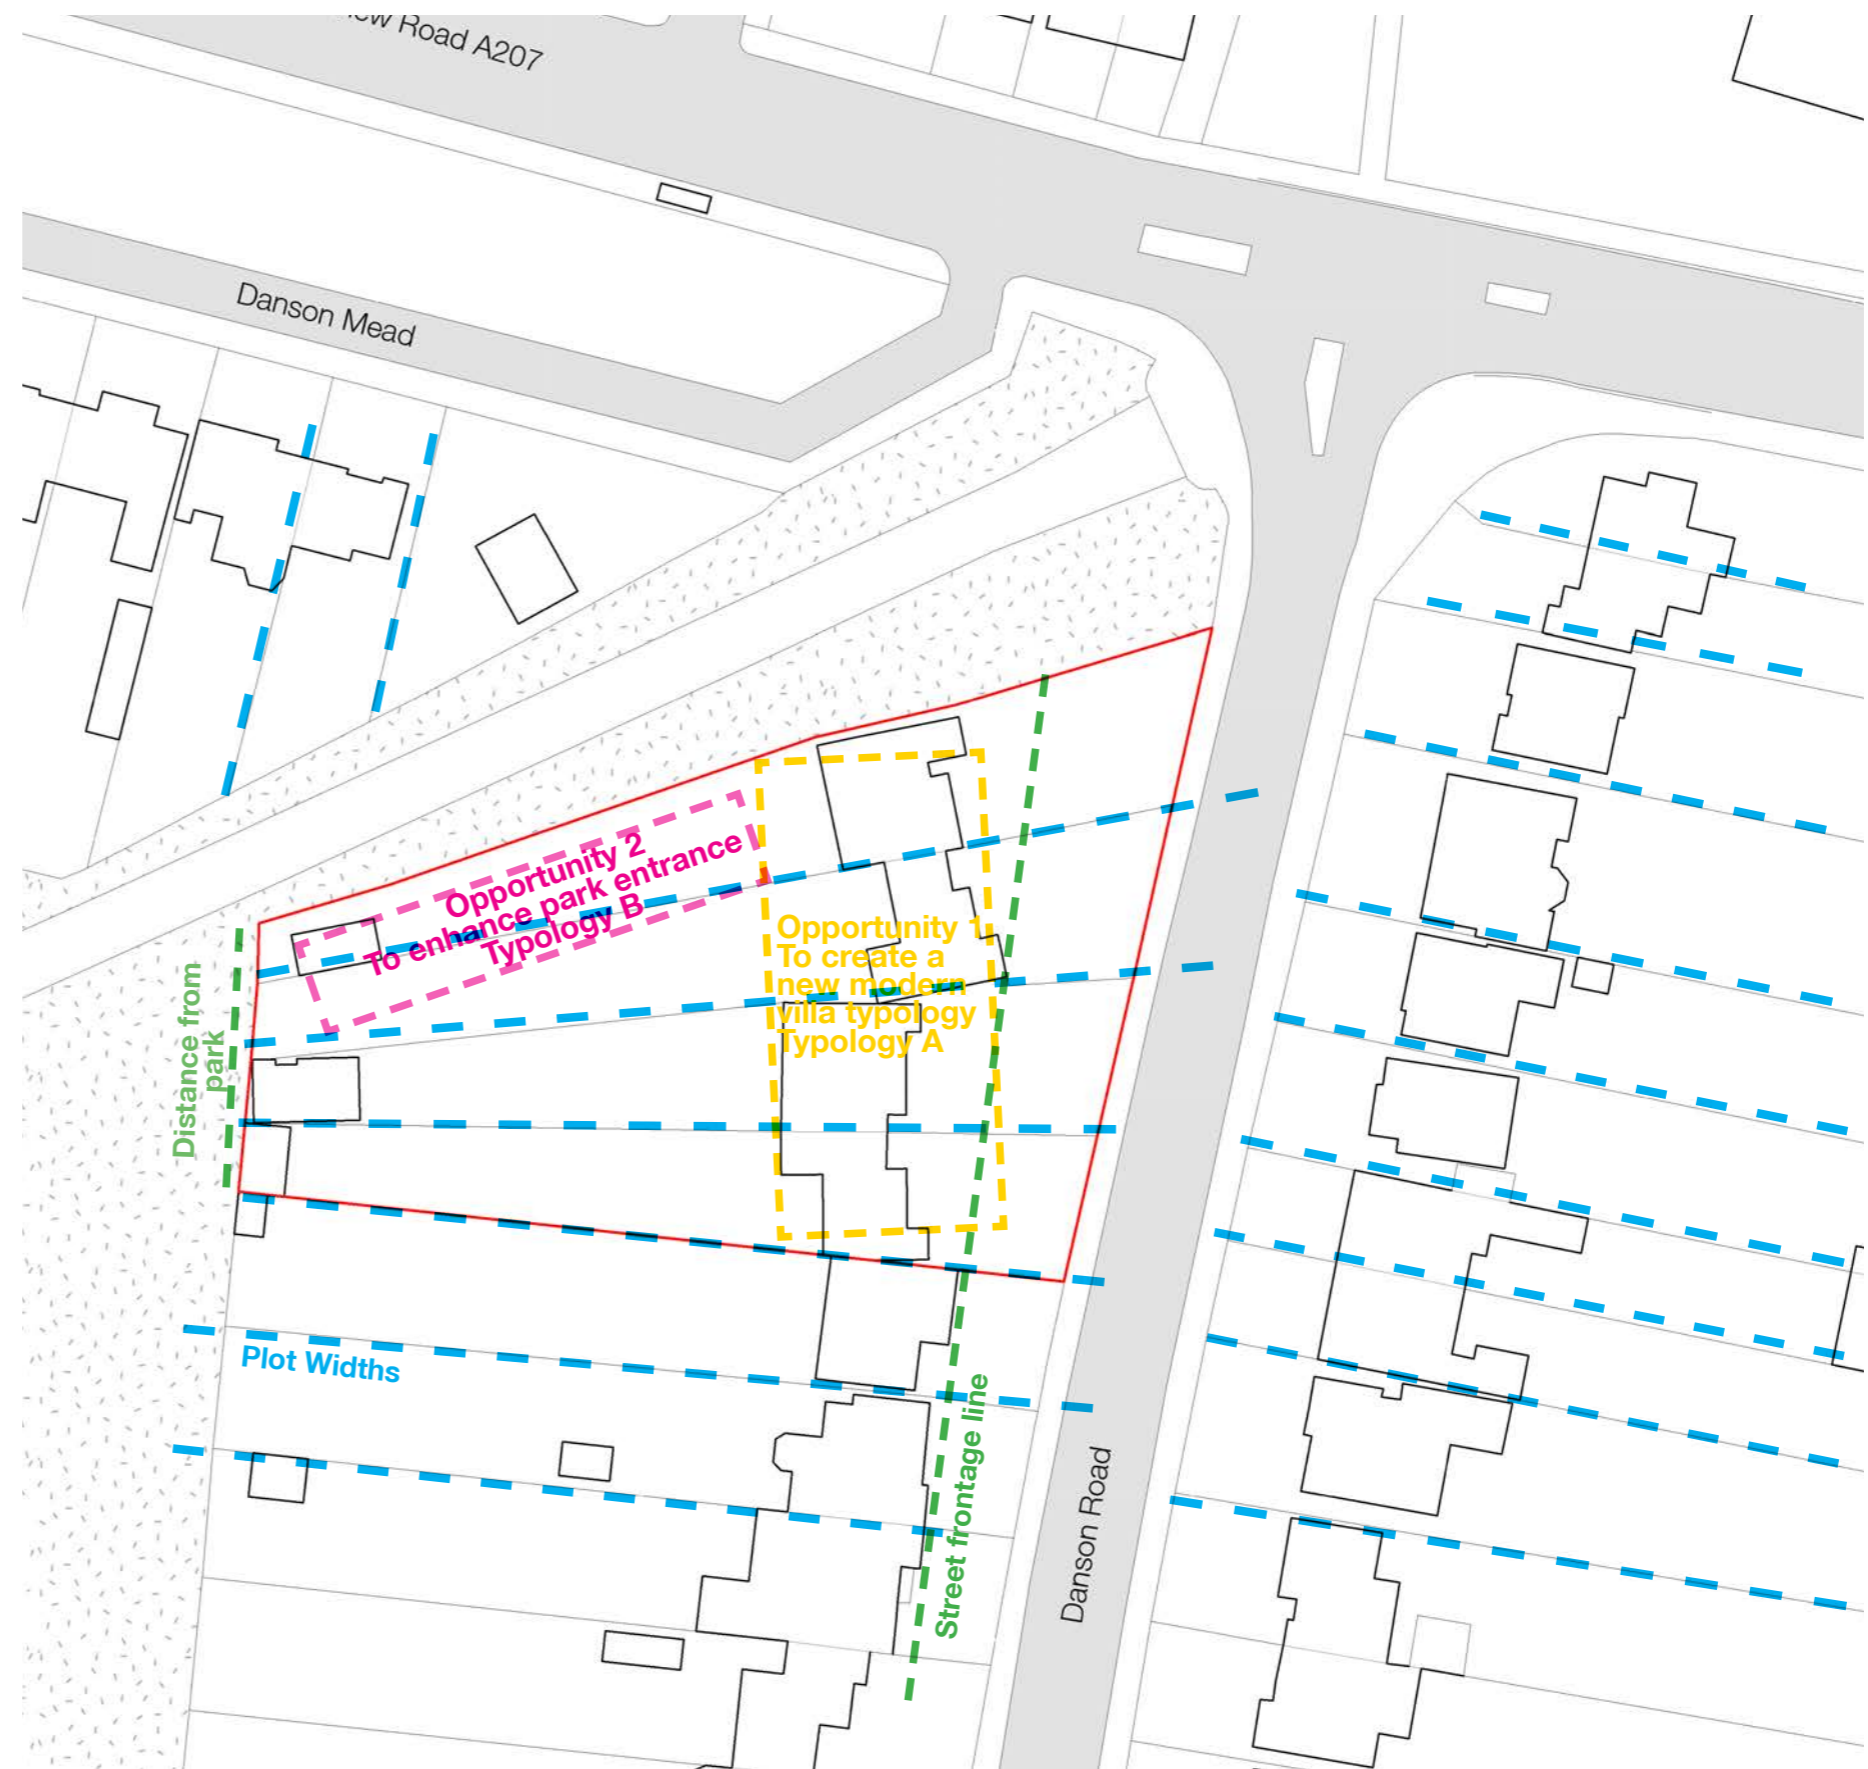 Road A207
Danson Mead
Opportunity 2
To enhance park entrance
Typology B
Opportunity 1
To create a
new modern
villa typology
Typology A
Distance from
park
Plot Widths
Street frontage line
Danson Road